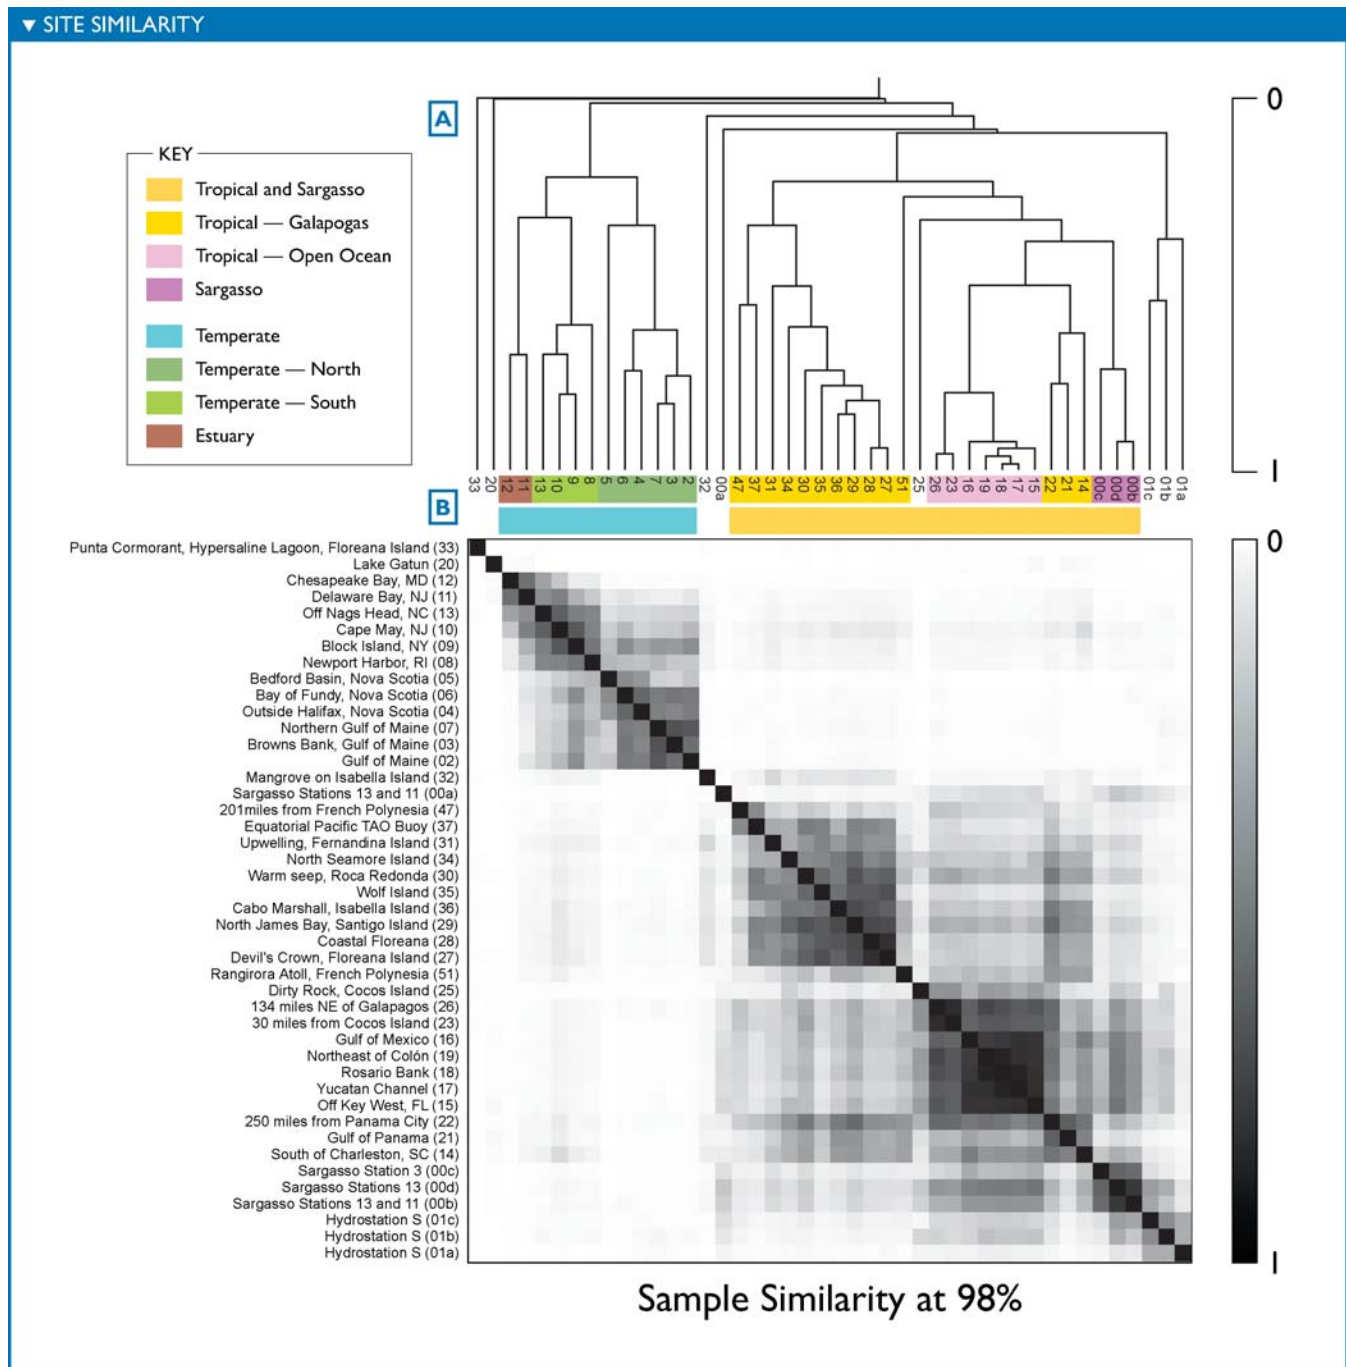 ▼ SITE SIMILARITY
A
0
KEY
Tropical and Sargasso
Tropical — Galapogas
Tropical — Open Ocean
Sargasso
Temperate
Temperate — North
Temperate — South
Estuary
1
33 20 12 11 13 10 9 8 5 6 4 7 3 2 32 00a 47 37 31 34 30 35 36 29 28 27 51 25 26 23 16 19 18 17 15 22 21 14 00c 00d 00b 01c 01b 01a
B
0
Punta Cormorant, Hypersaline Lagoon, Floreana Island (33)
Lake Gatun (20)
Chesapeake Bay, MD (12)
Delaware Bay, NJ (11)
Off Nags Head, NC (13)
Cape May, NJ (10)
Block Island, NY (09)
Newport Harbor, RI (08)
Bedford Basin, Nova Scotia (05)
Bay of Fundy, Nova Scotia (06)
Outside Halifax, Nova Scotia (04)
Northern Gulf of Maine (07)
Browns Bank, Gulf of Maine (03)
Gulf of Maine (02)
Mangrove on Isabella Island (32)
Sargasso Stations 13 and 11 (00a)
201miles from French Polynesia (47)
Equatorial Pacific TAO Buoy (37)
Upwelling, Fernandina Island (31)
North Seamore Island (34)
Warm seep, Roca Redonda (30)
Wolf Island (35)
Cabo Marshall, Isabella Island (36)
North James Bay, Santigo Island (29)
Coastal Floreana (28)
Devil's Crown, Floreana Island (27)
Rangirora Atoll, French Polynesia (51)
Dirty Rock, Cocos Island (25)
134 miles NE of Galapagos (26)
30 miles from Cocos Island (23)
Gulf of Mexico (16)
Northeast of Colón (19)
Rosario Bank (18)
Yucatan Channel (17)
Off Key West, FL (15)
250 miles from Panama City (22)
Gulf of Panama (21)
South of Charleston, SC (14)
Sargasso Station 3 (00c)
Sargasso Stations 13 (00d)
Sargasso Stations 13 and 11 (00b)
Hydrostation S (01c)
Hydrostation S (01b)
Hydrostation S (01a)
1
Sample Similarity at 98%